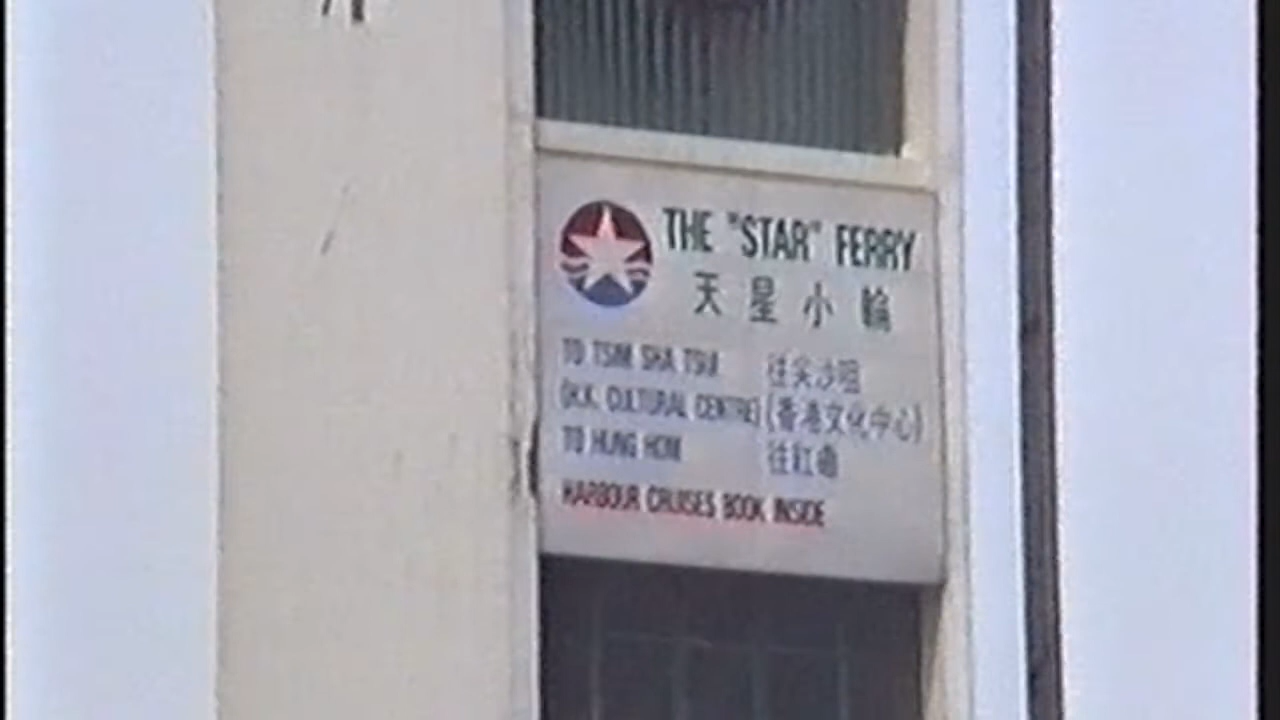 THE "STAR" FERRY
天星小輪
TO TSIM SHA TSUI 往尖沙咀
(H.K. CULTURAL CENTRE) (香港文化中心)
TO HUNG HOM 往紅磡
HARBOUR CRUISES BOOK INSIDE